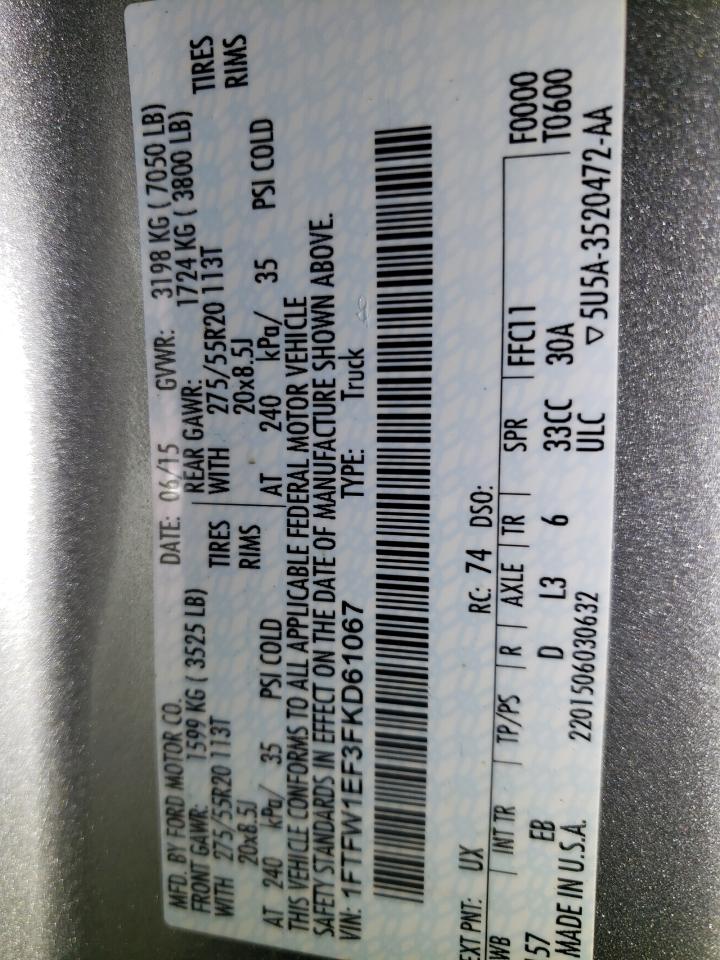 MFD. BY FORD MOTOR CO. DATE: 06/15 GVWR: 3198 KG ( 7050 LB)
FRONT GAWR: 1599 KG ( 3525 LB) REAR GAWR: 1724 KG ( 3800 LB)
WITH 275/55R20 113T TIRES WITH 275/55R20 113T TIRES
20x8.5J RIMS 20x8.5J RIMS
AT 240 kPa/ 35 PSI COLD AT 240 kPa/ 35 PSI COLD
THIS VEHICLE CONFORMS TO ALL APPLICABLE FEDERAL MOTOR VEHICLE
SAFETY STANDARDS IN EFFECT ON THE DATE OF MANUFACTURE SHOWN ABOVE.
VIN: 1FTFW1EF3FKD61067 TYPE: Truck
EXT PNT: UX RC: 74 DSO:
WB INT TR TP/PS R AXLE TR SPR FFC11 F0000
157 EB D L3 6 33CC 30A T0600
MADE IN U.S.A. 2201506030632 ULC ▽ 5U5A-3520472-AA